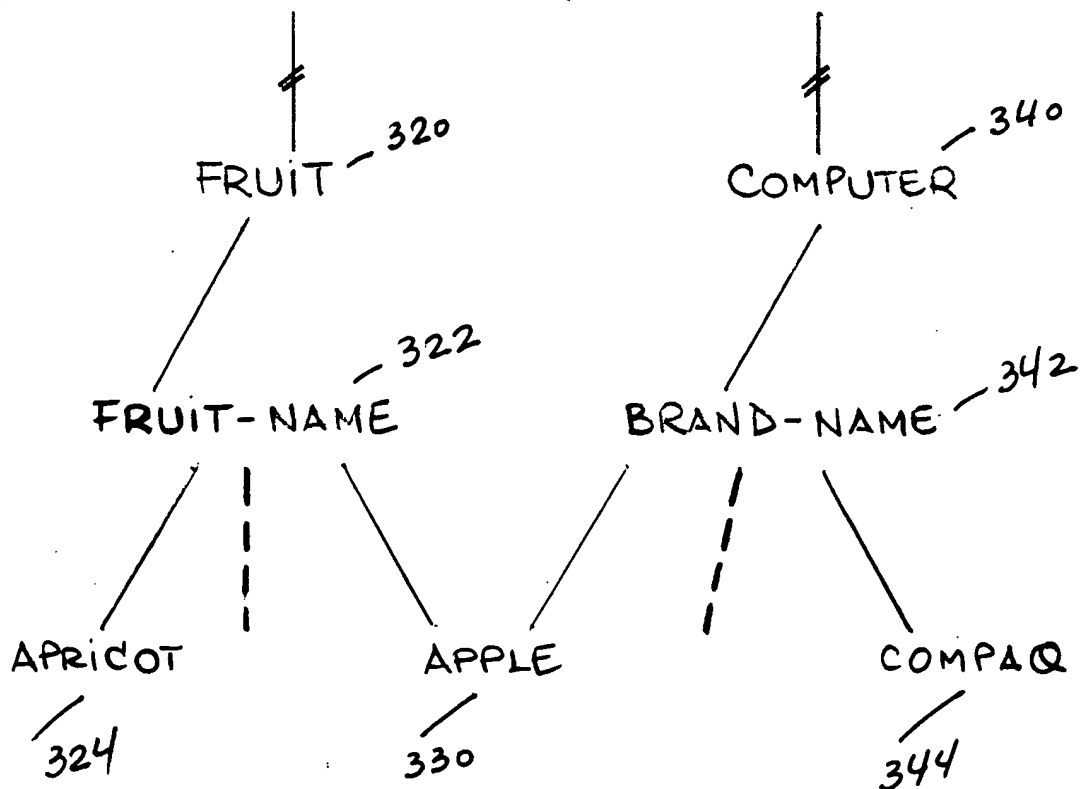 320
340
FRUiT
COMPUTER
322
342
FRUiT-NAME
BRAND-NAME
APRiCOT
APPLE
COMPAQ
324
330
344